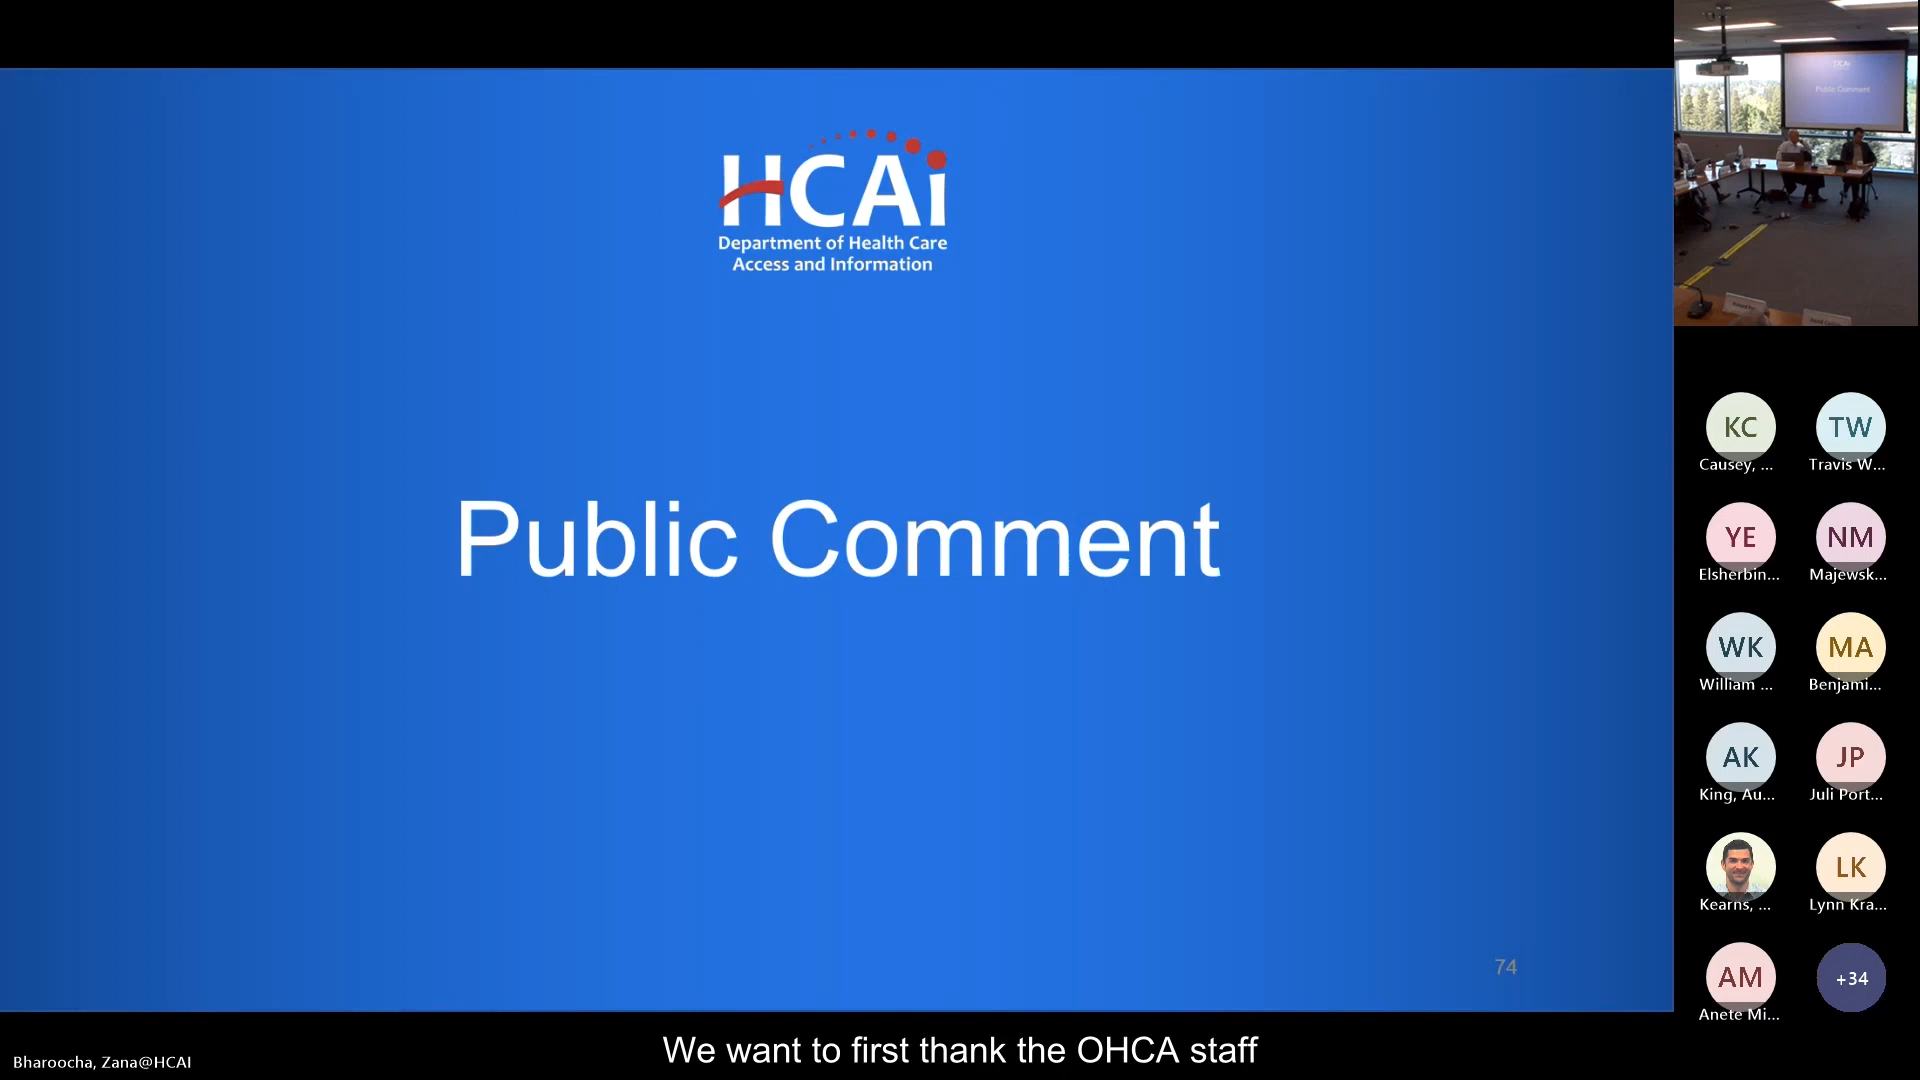 HCAi
Department of Health Care
Access and Information
Public Comment
74
Public Comment
KC
Causey, ...
TW
Travis W...
YE
Elsherbin...
NM
Majewsk...
WK
William ...
MA
Benjami...
AK
King, Au...
JP
Juli Port...
Kearns, ...
LK
Lynn Kra...
AM
Anete Mi...
+34
We want to first thank the OHCA staff
Bharoocha, Zana@HCAI